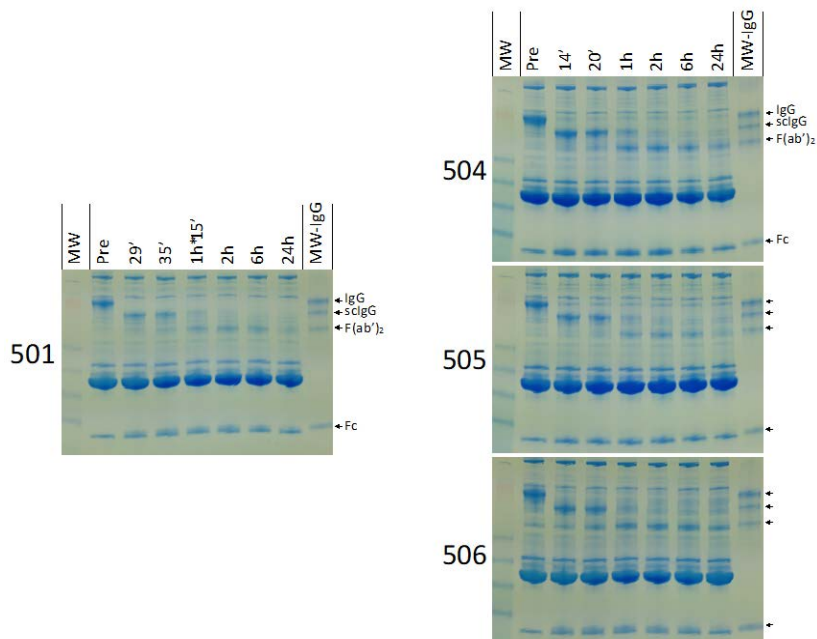 MW
Pre
29’
35’
1h*15’
2h
6h
24h
MW-IgG
501
IgG
scIgG
F(ab’)₂
Fc
MW
Pre
14’
20’
1h
2h
6h
24h
MW-IgG
504
IgG
scIgG
F(ab’)₂
Fc
505
506